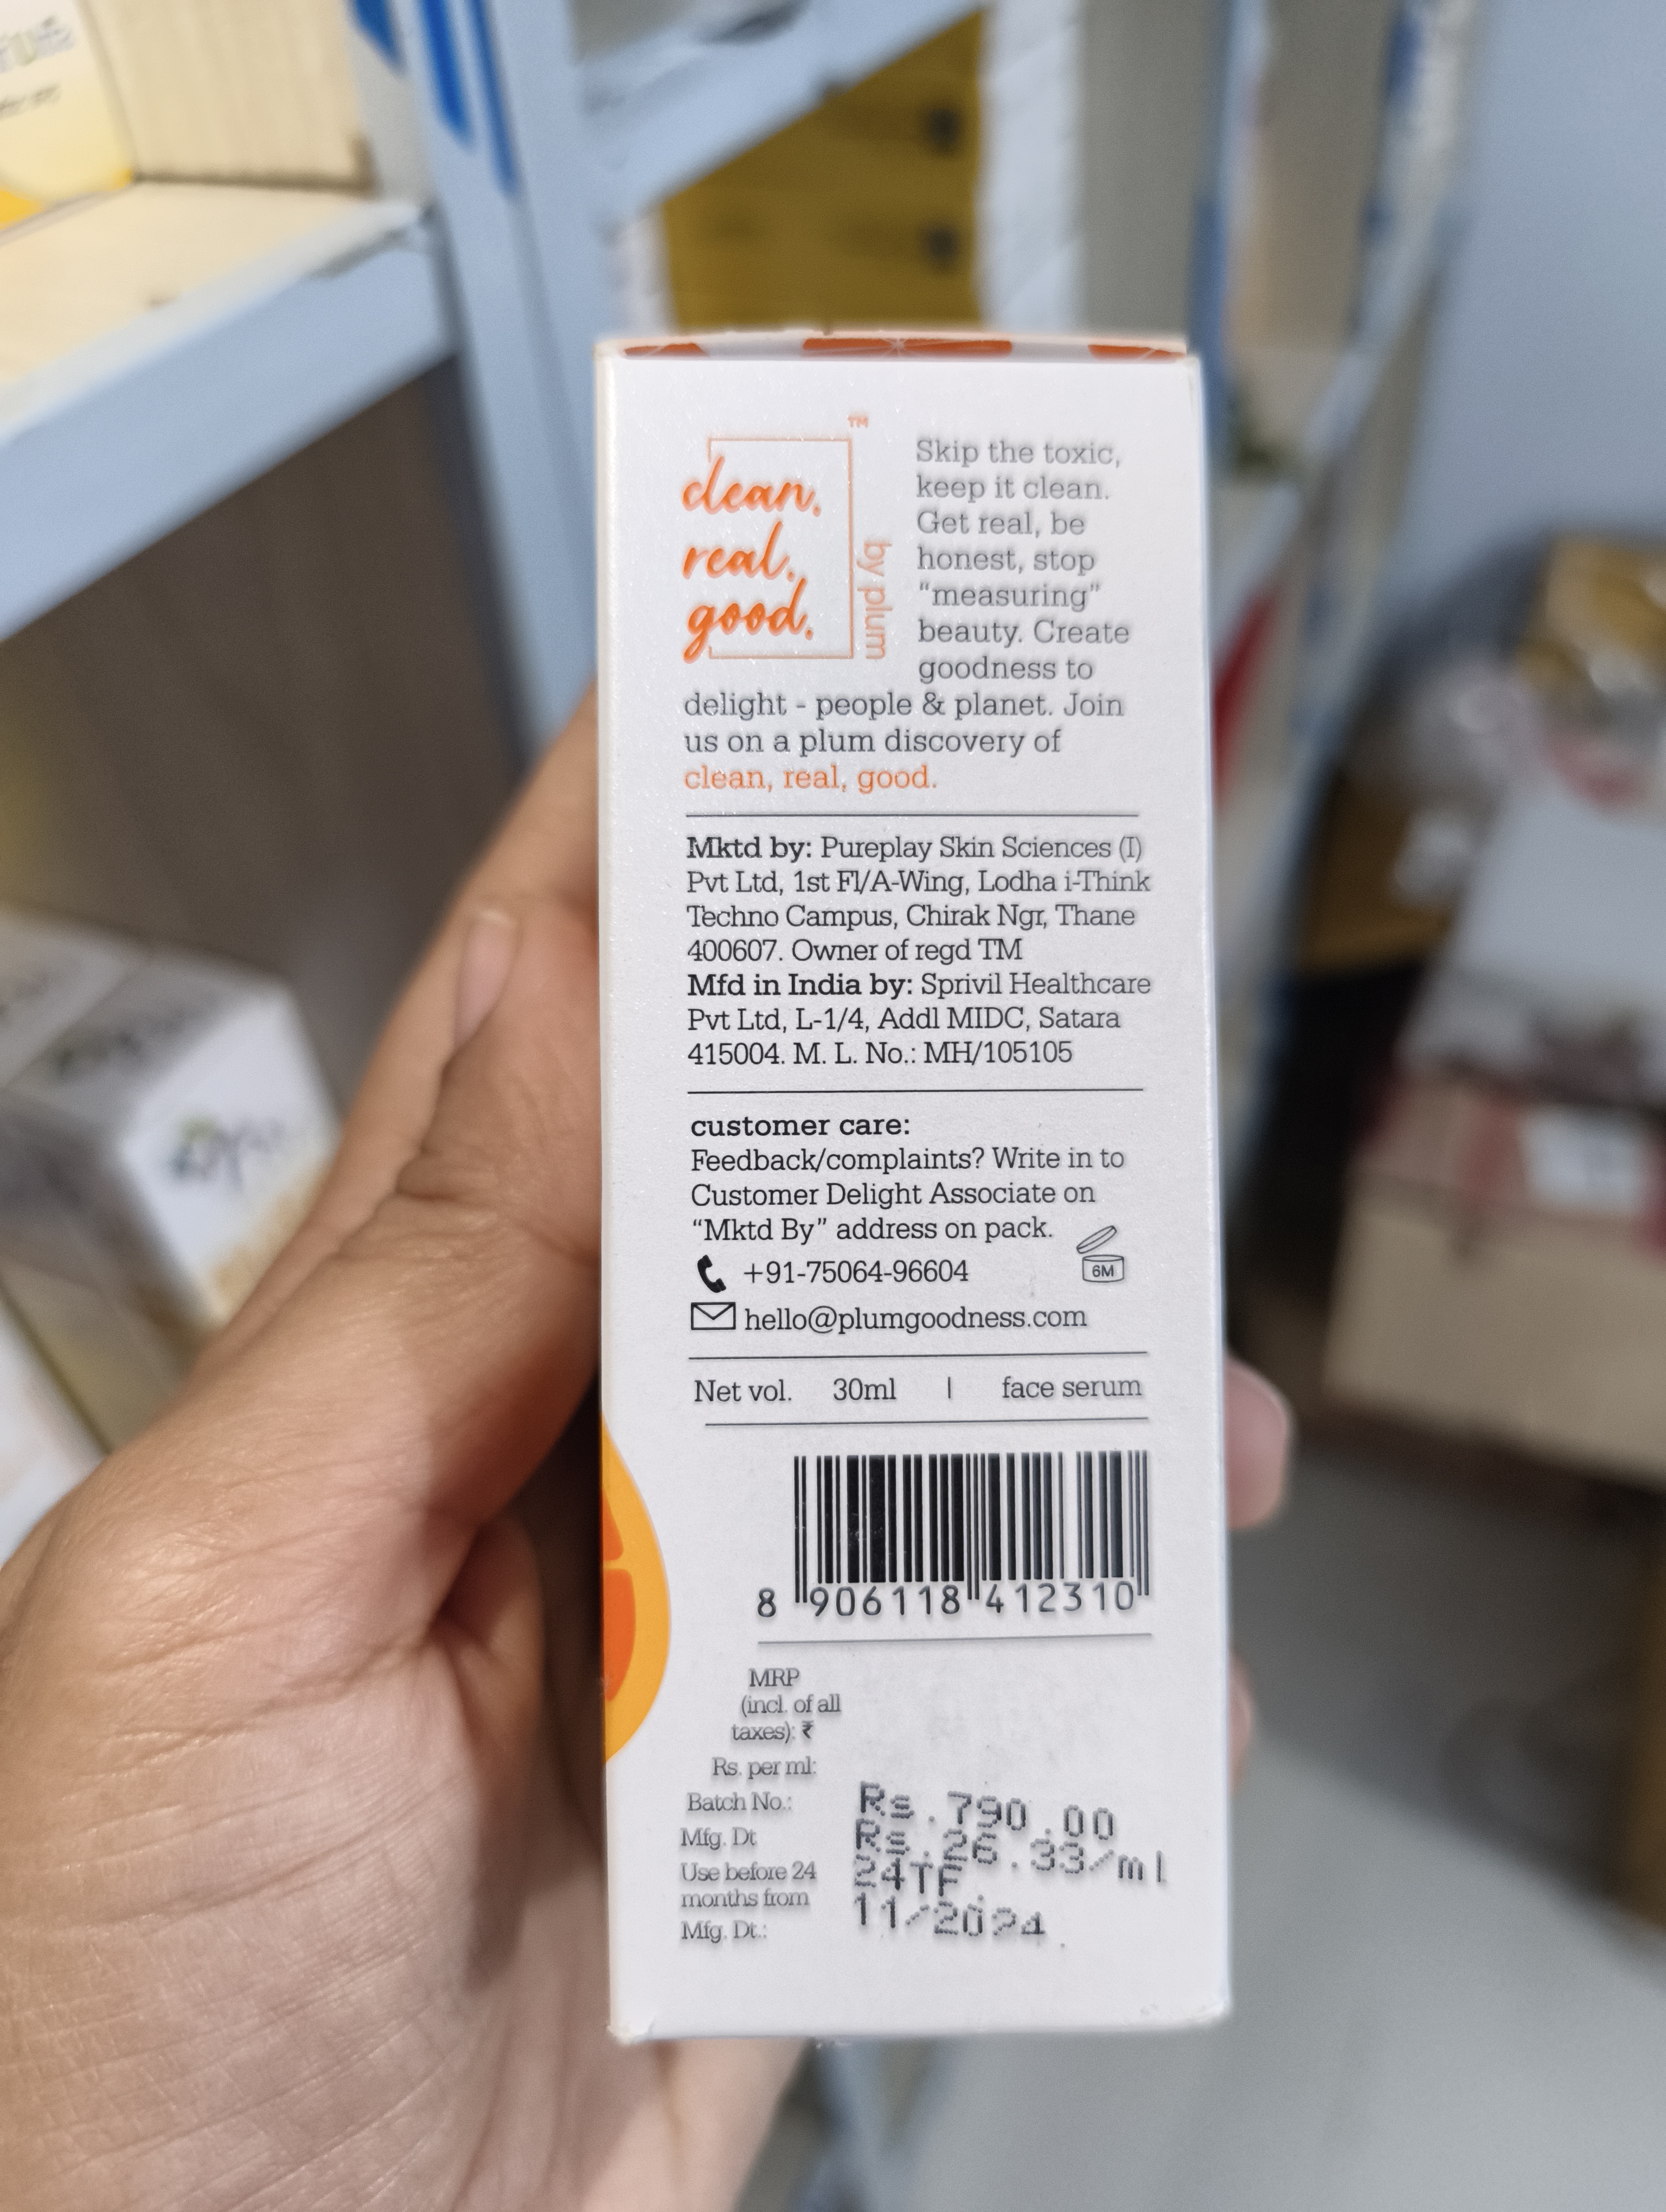 clean.
real.
good.
TM
by plum
Skip the toxic,
keep it clean.
Get real, be
honest, stop
"measuring"
beauty. Create
goodness to
delight - people & planet. Join
us on a plum discovery of
clean, real, good.
Mktd by: Pureplay Skin Sciences (I)
Pvt Ltd, 1st Fl/A-Wing, Lodha i-Think
Techno Campus, Chirak Ngr, Thane
400607. Owner of regd TM
Mfd in India by: Sprivil Healthcare
Pvt Ltd, L-1/4, Addl MIDC, Satara
415004. M. L. No.: MH/105105
customer care:
Feedback/complaints? Write in to
Customer Delight Associate on
“Mktd By” address on pack.
+91-75064-96604
6M
hello@plumgoodness.com
Net vol. 30ml | face serum
8 906118 412310
MRP
(incl. of all
taxes): ₹
Rs. per ml:
Batch No.:
Mfg. Dt
Use before 24
months from
Mfg. Dt.:
Rs.790.00
Rs.26.33/ml
24TF
11/2024